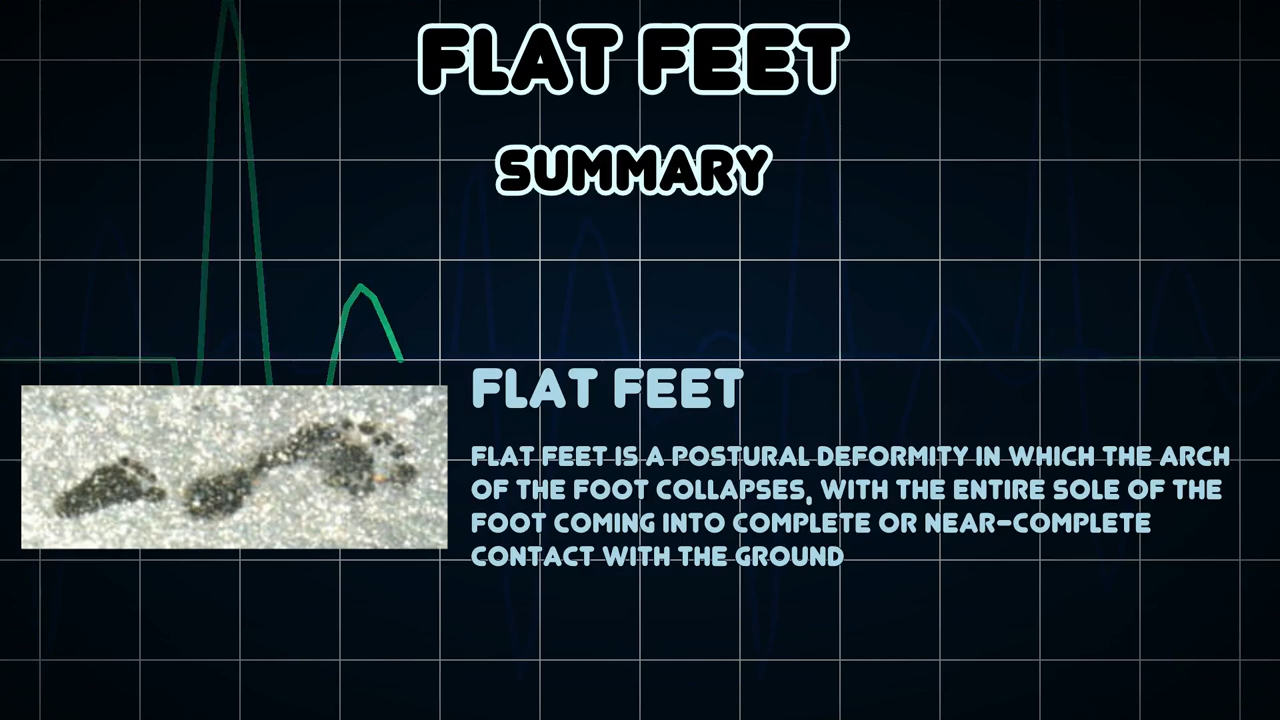 FLAT FEET
SUMMARY
FLAT FEET
FLAT FEET IS A POSTURAL DEFORMITY IN WHICH THE ARCH
OF THE FOOT COLLAPSES, WITH THE ENTIRE SOLE OF THE
FOOT COMING INTO COMPLETE OR NEAR-COMPLETE
CONTACT WITH THE GROUND